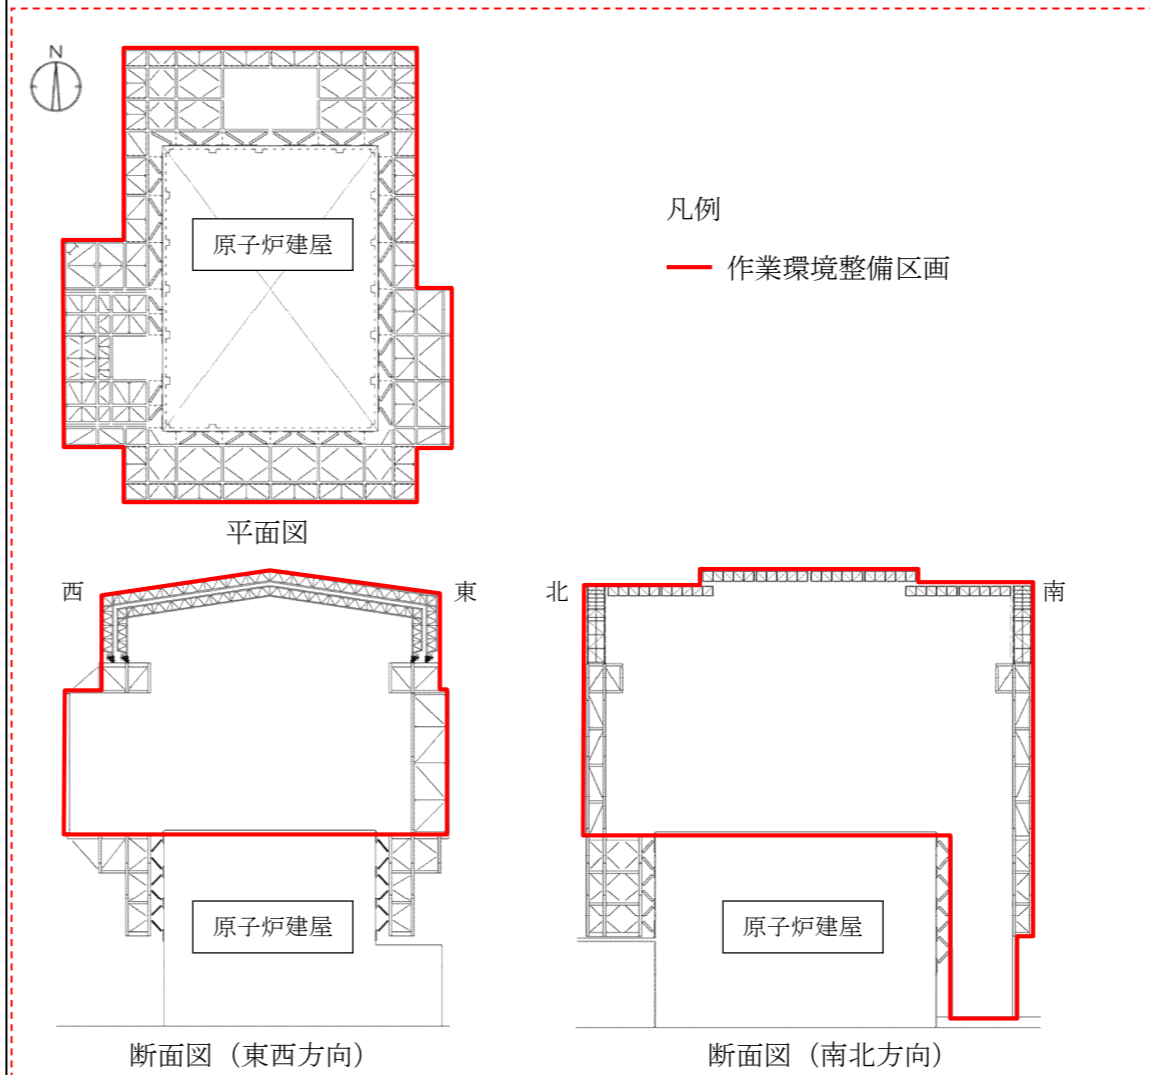 N
原子炉建屋
凡例
作業環境整備区画
平面図
西
東
北
南
原子炉建屋
原子炉建屋
断面図（東西方向）
断面図（南北方向）